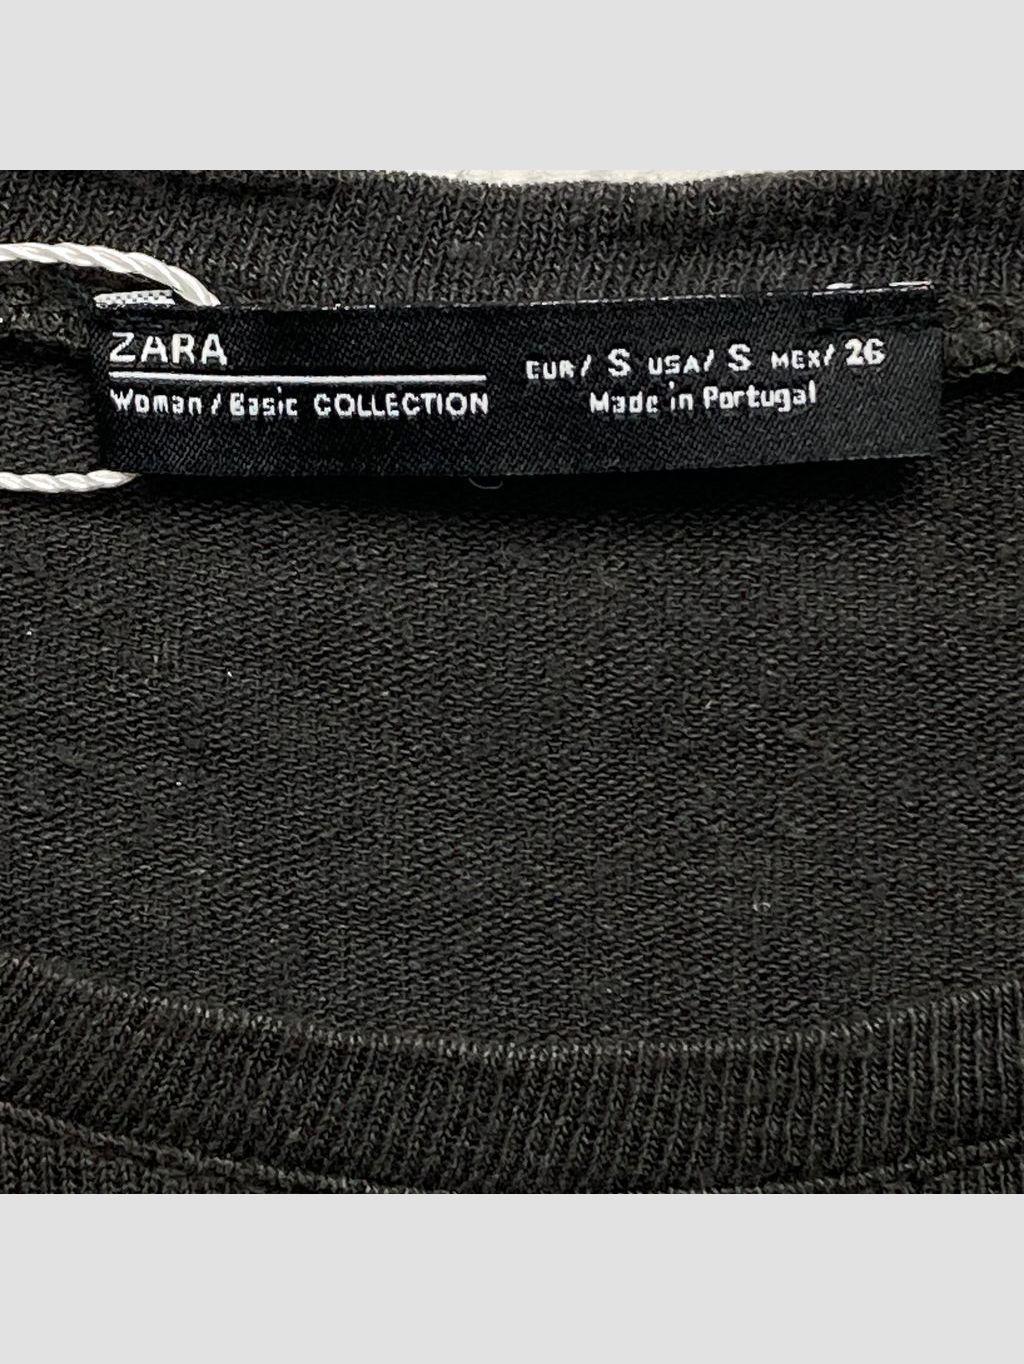 ZARA
Woman / Basic COLLECTION
EUR/ S USA/ S MEX/ 26
Made in Portugal